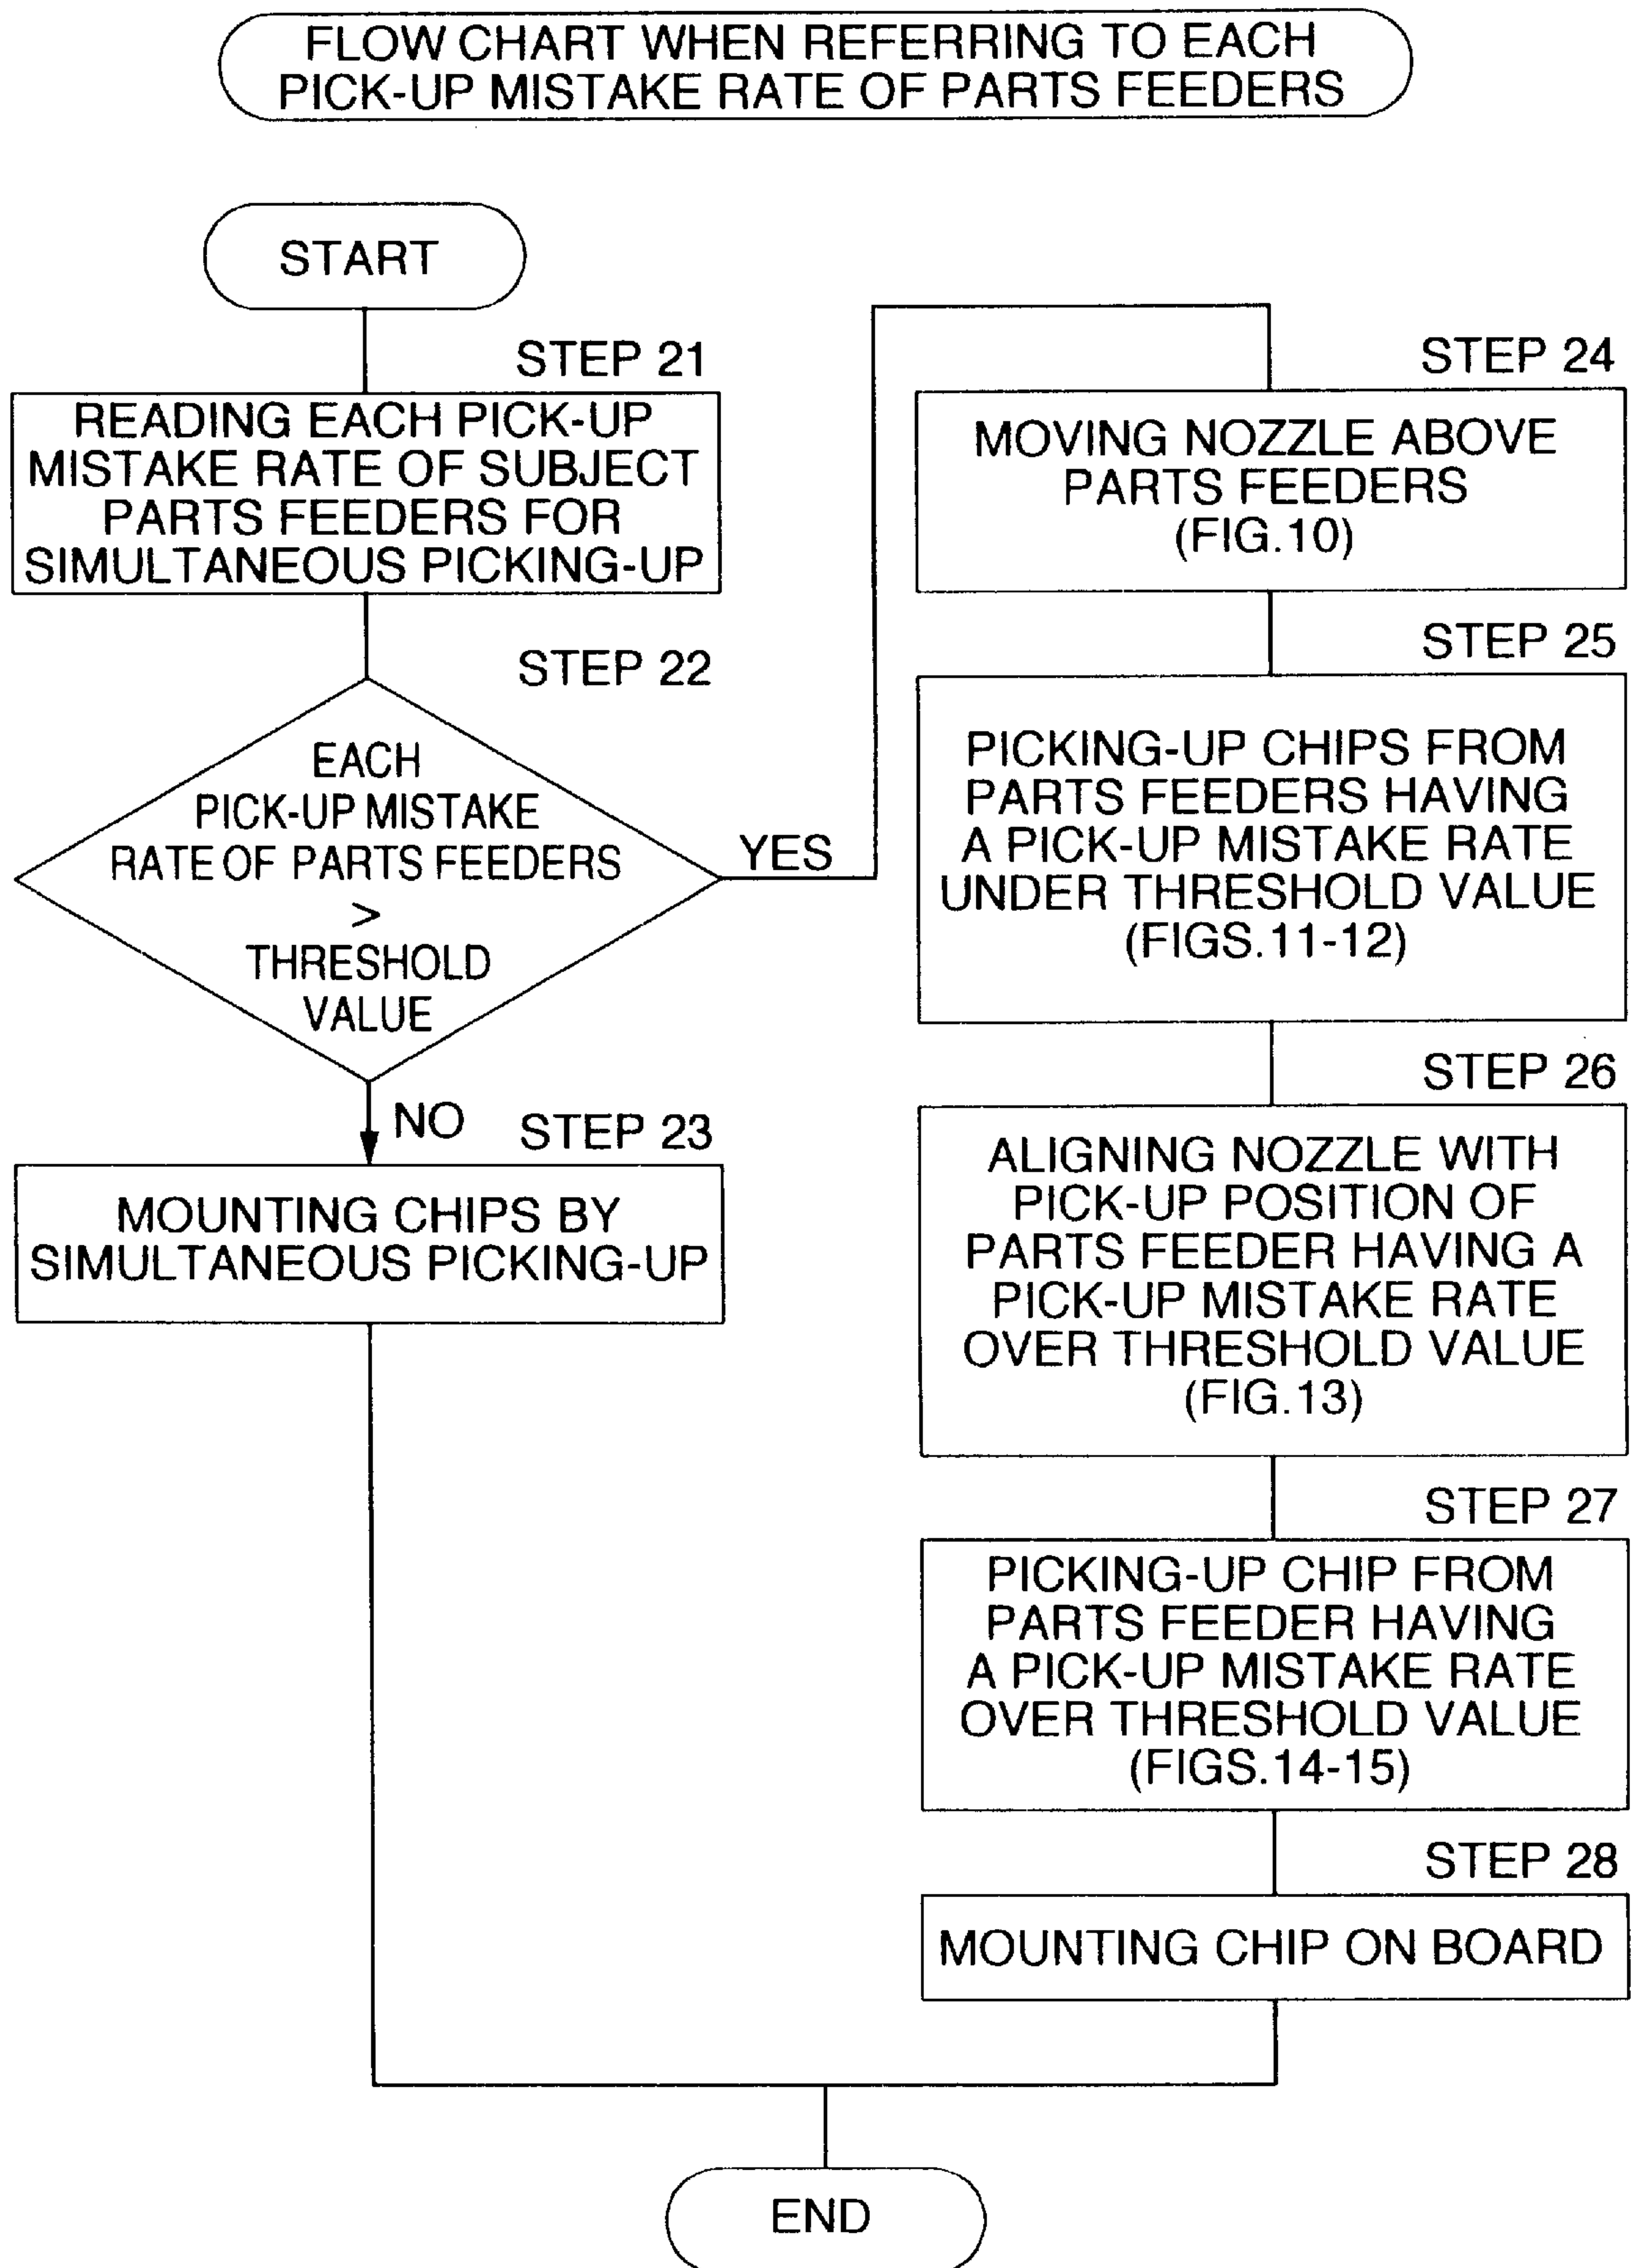 FLOW CHART WHEN REFERRING TO EACH
PICK-UP MISTAKE RATE OF PARTS FEEDERS
START
STEP 21
READING EACH PICK-UP
MISTAKE RATE OF SUBJECT
PARTS FEEDERS FOR
SIMULTANEOUS PICKING-UP
STEP 22
EACH
PICK-UP MISTAKE
RATE OF PARTS FEEDERS
>
THRESHOLD
VALUE
YES
NO
STEP 23
MOUNTING CHIPS BY
SIMULTANEOUS PICKING-UP
STEP 24
MOVING NOZZLE ABOVE
PARTS FEEDERS
(FIG.10)
STEP 25
PICKING-UP CHIPS FROM
PARTS FEEDERS HAVING
A PICK-UP MISTAKE RATE
UNDER THRESHOLD VALUE
(FIGS.11-12)
STEP 26
ALIGNING NOZZLE WITH
PICK-UP POSITION OF
PARTS FEEDER HAVING A
PICK-UP MISTAKE RATE
OVER THRESHOLD VALUE
(FIG.13)
STEP 27
PICKING-UP CHIP FROM
PARTS FEEDER HAVING
A PICK-UP MISTAKE RATE
OVER THRESHOLD VALUE
(FIGS.14-15)
STEP 28
MOUNTING CHIP ON BOARD
END